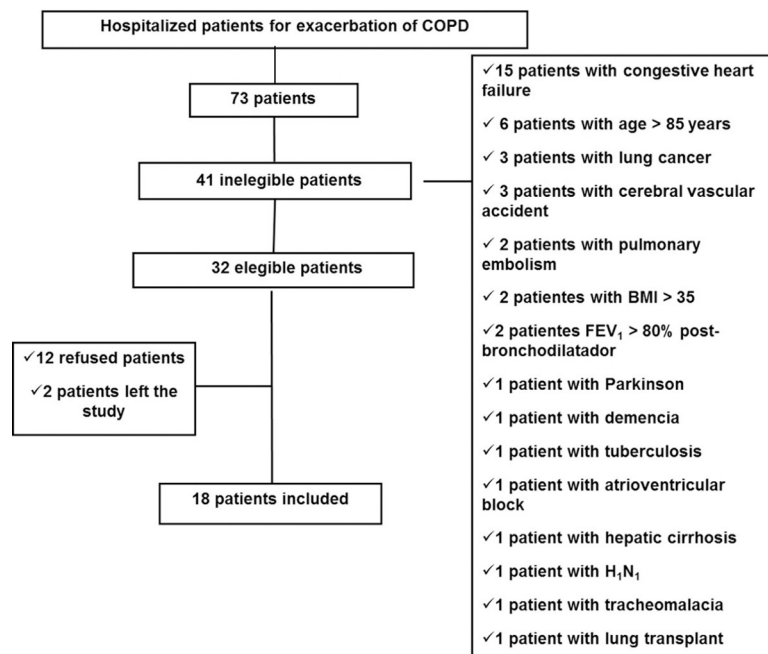 Hospitalized patients for exacerbation of COPD
73 patients
41 inelegible patients
32 elegible patients
✓12 refused patients
✓2 patients left the
study
18 patients included
✓15 patients with congestive heart
failure
✓ 6 patients with age > 85 years
✓ 3 patients with lung cancer
✓ 3 patients with cerebral vascular
accident
✓ 2 patients with pulmonary
embolism
✓ 2 patientes with BMI > 35
✓2 patientes FEV₁ > 80% post-
bronchodilatador
✓1 patient with Parkinson
✓1 patient with demencia
✓1 patient with tuberculosis
✓1 patient with atrioventricular
block
✓1 patient with hepatic cirrhosis
✓1 patient with H₁N₁
✓1 patient with tracheomalacia
✓1 patient with lung transplant